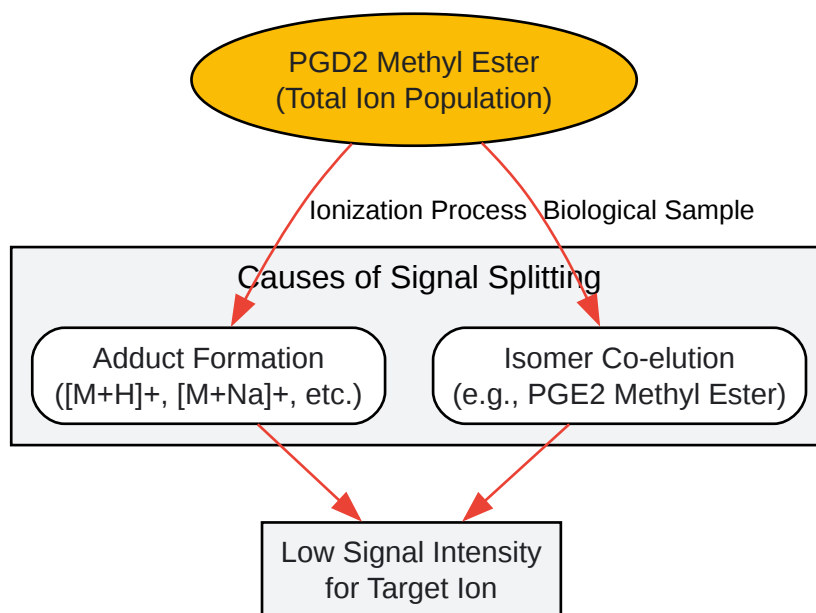 PGD2 Methyl Ester
(Total Ion Population)
Ionization Process
Biological Sample
Causes of Signal Splitting
Adduct Formation
([M+H]+, [M+Na]+, etc.)
Isomer Co-elution
(e.g., PGE2 Methyl Ester)
Low Signal Intensity
for Target Ion